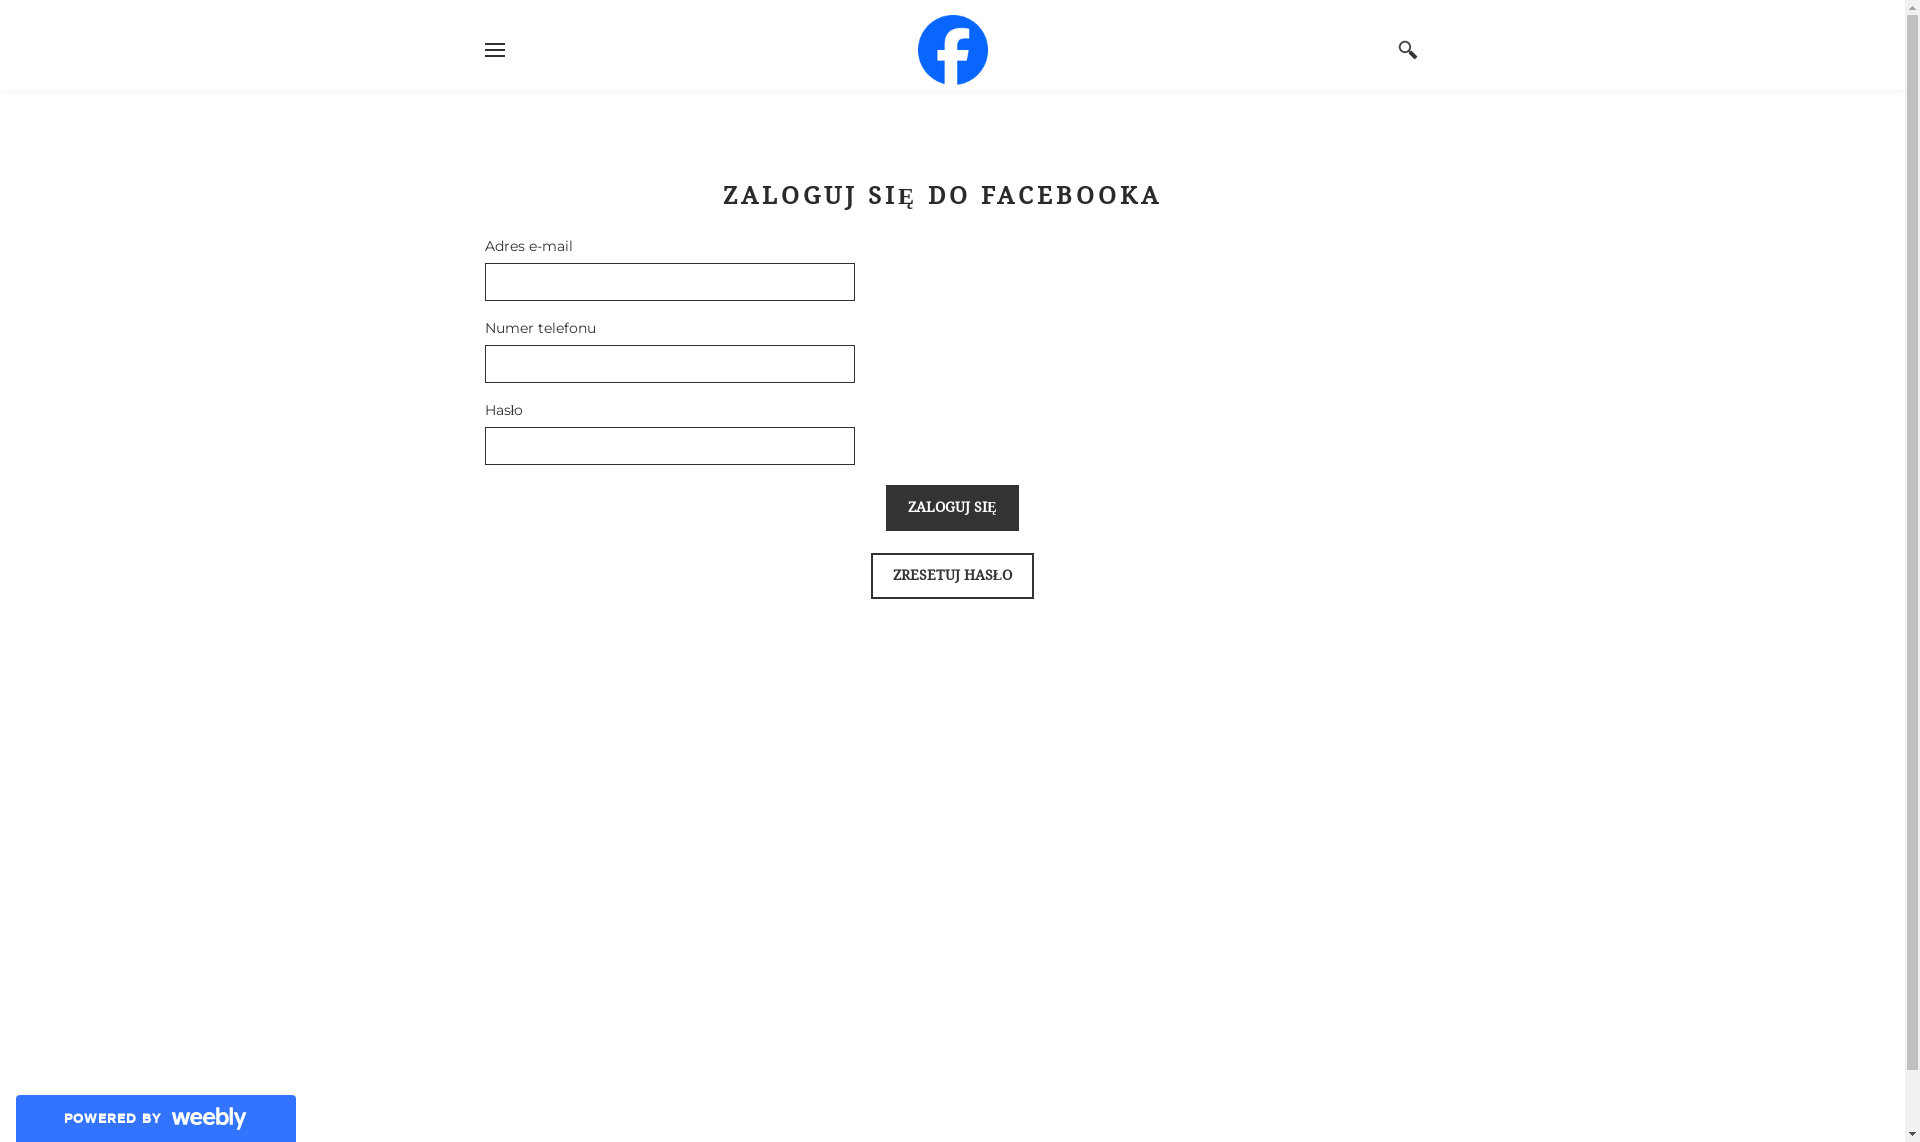 ZALOGUJ SIĘ DO FACEBOOKA
Adres e-mail
Numer telefonu
Hasło
ZALOGUJ SIĘ
ZRESETUJ HASŁO
POWERED BY weebly